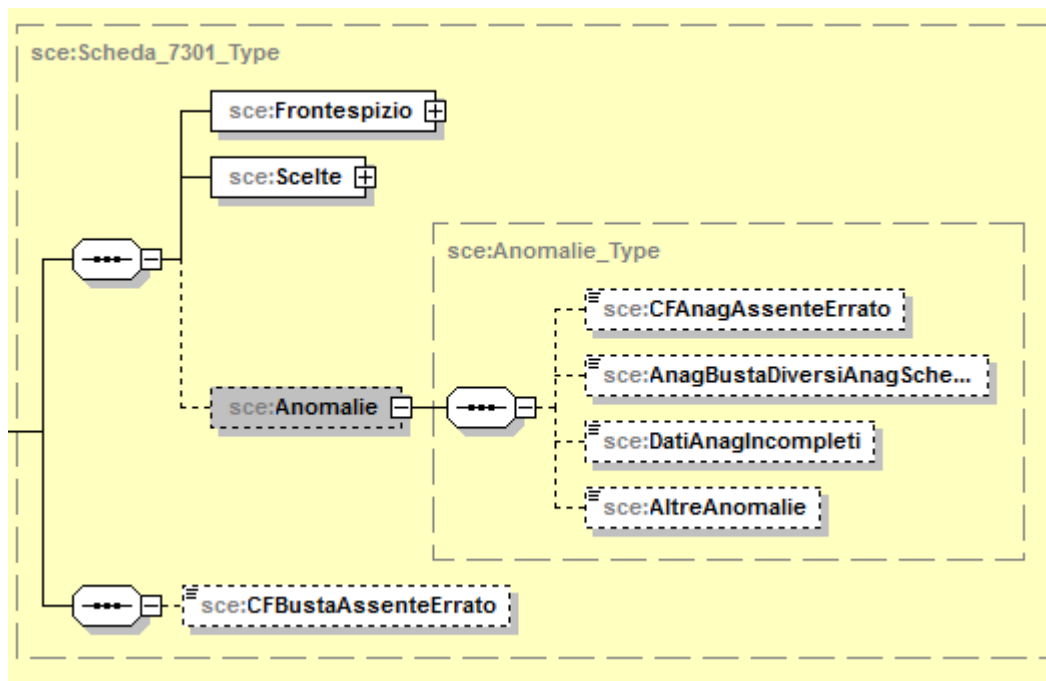 sce:Scheda_7301_Type
sce:Frontespizio
sce:Scelte
sce:Anomalie_Type
sce:CFAnagAssenteErrato
sce:AnagBustaDiversiAnagSche...
sce:Anomalie
sce:DatiAnagIncompleti
sce:AltreAnomalie
sce:CFBustaAssenteErrato